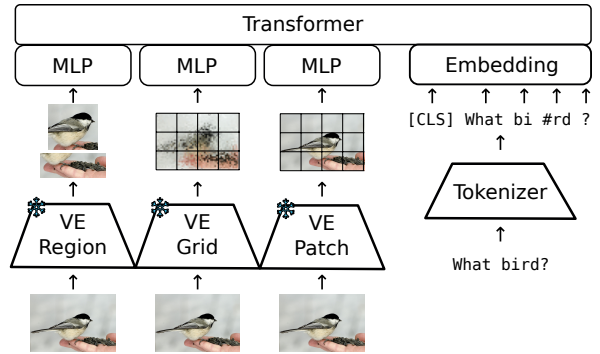 Transformer
MLP MLP MLP Embedding
[CLS] What bi #rd ?
VE Region
VE Grid
VE Patch
Tokenizer
What bird?